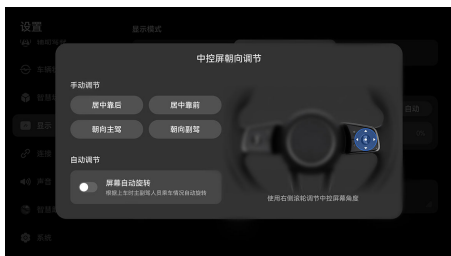 设置
显示模式
中控屏朝向调节
手动调节
居中靠后
居中靠前
朝向主驾
朝向副驾
自动调节
屏幕自动旋转
根据上车时主副驾人员乘车情况自动旋转
使用右侧滚轮调节中控屏幕角度
自动
显示
连接
声音
系统